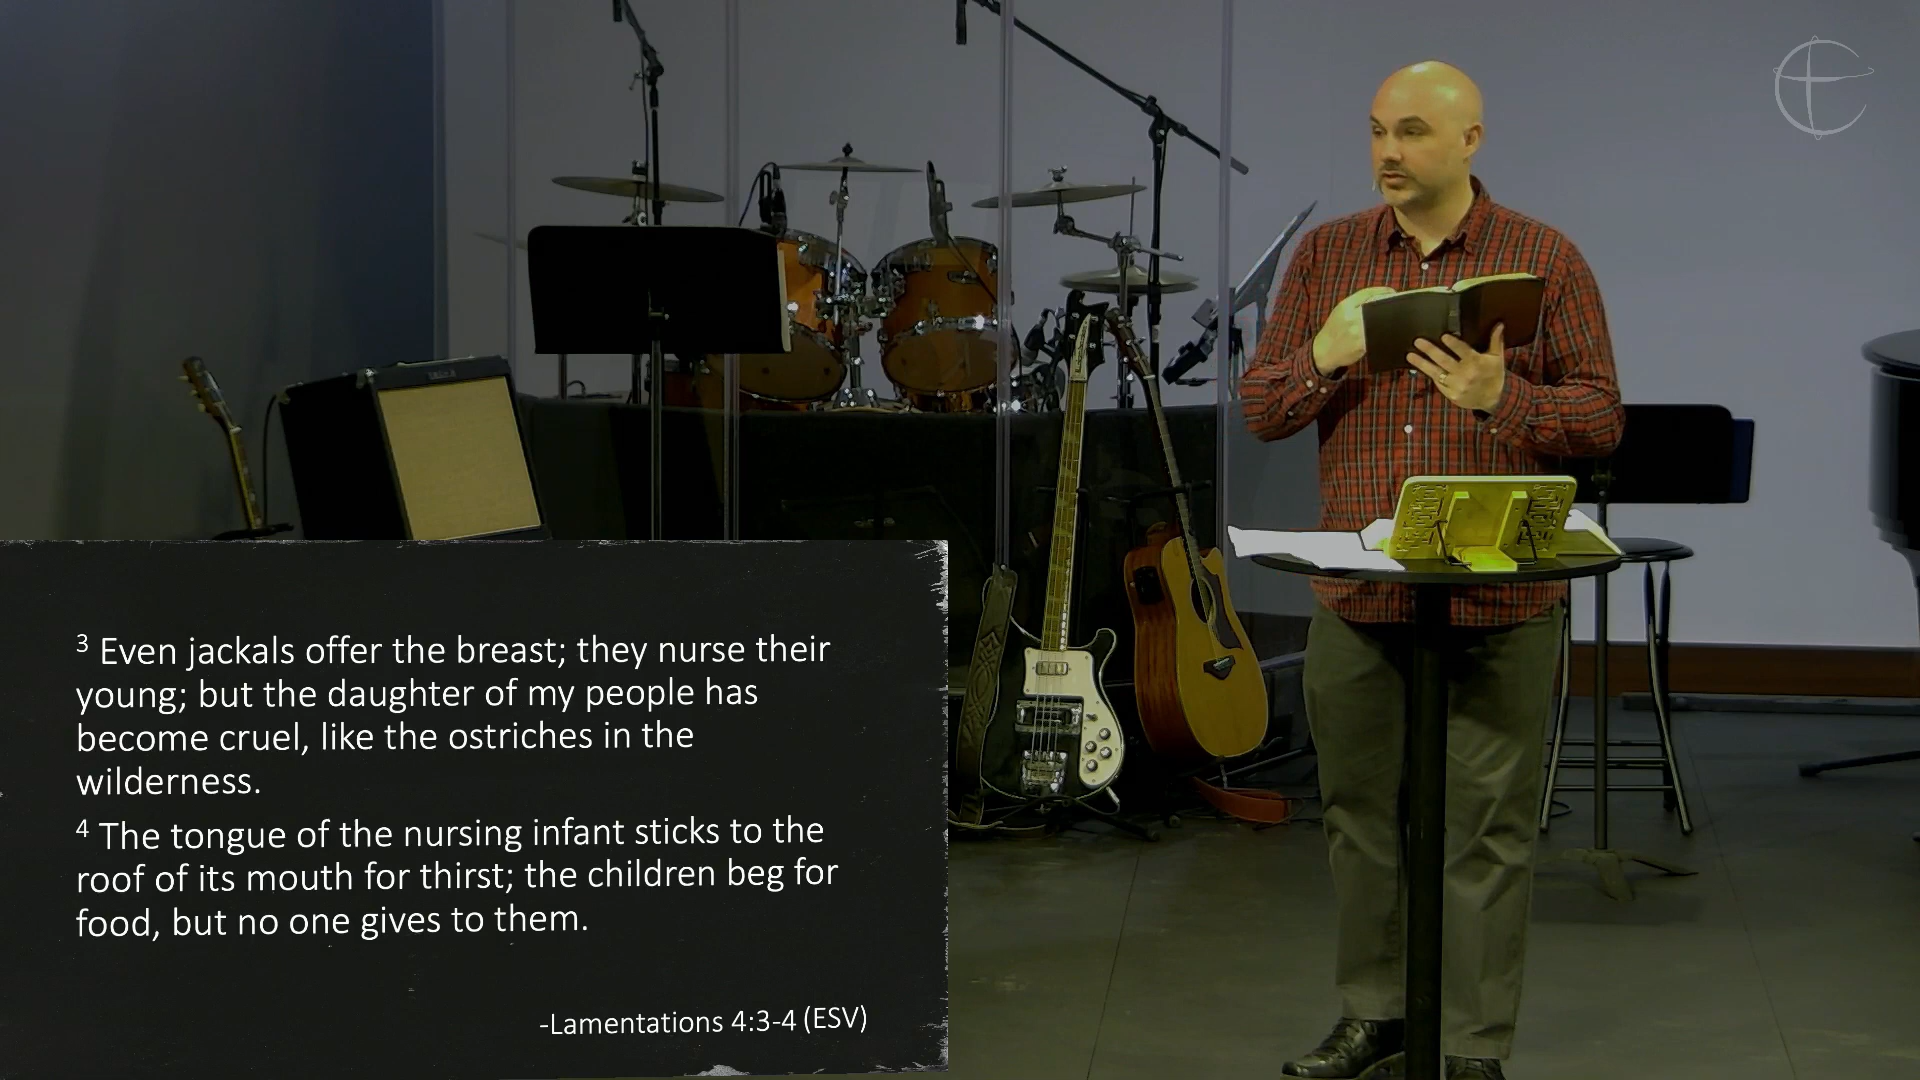 ³ Even jackals offer the breast; they nurse their
young; but the daughter of my people has
become cruel, like the ostriches in the
wilderness.
⁴ The tongue of the nursing infant sticks to the
roof of its mouth for thirst; the children beg for
food, but no one gives to them.
-Lamentations 4:3-4 (ESV)